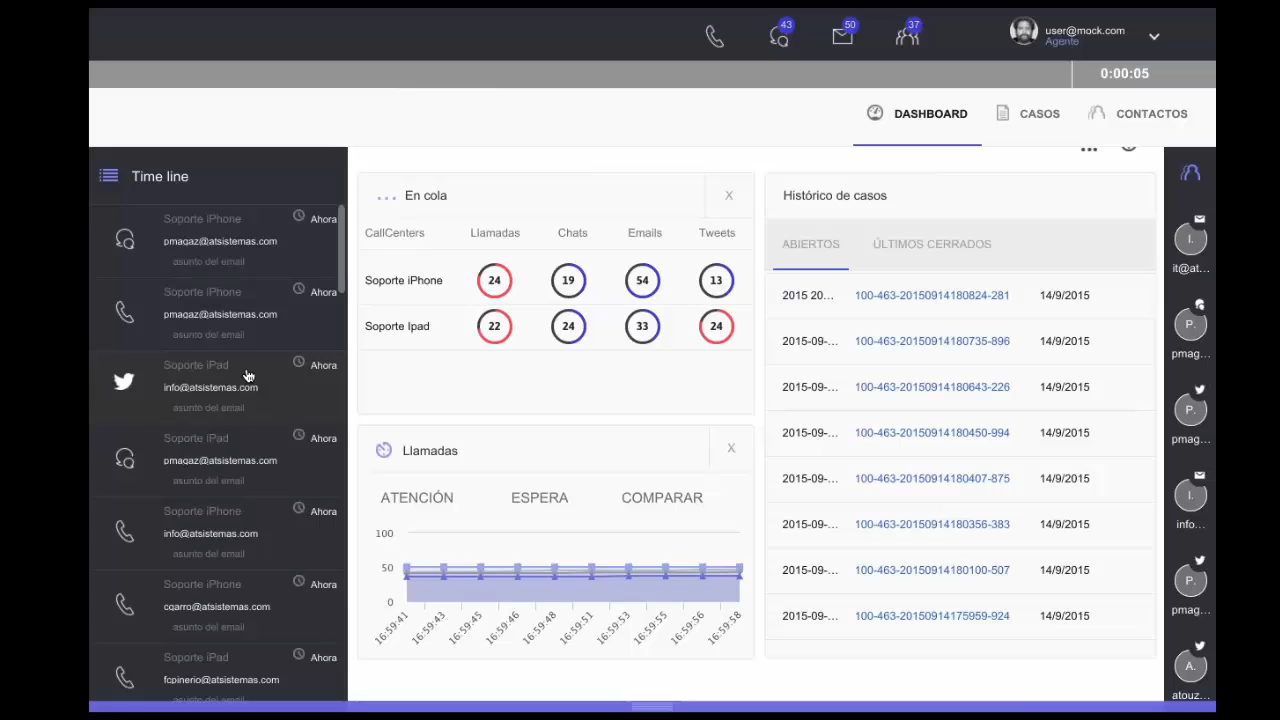 43
50
37
user@mock.com
Agente
0:00:05
DASHBOARD
CASOS
CONTACTOS
Time line
Soporte iPhone
Ahora
pmagaz@atsistemas.com
asunto del email
Soporte iPhone
Ahora
pmagaz@atsistemas.com
asunto del email
Soporte iPad
Ahora
info@atsistemas.com
asunto del email
Soporte iPad
Ahora
pmagaz@atsistemas.com
asunto del email
Soporte iPhone
Ahora
info@atsistemas.com
asunto del email
Soporte iPhone
Ahora
cgarro@atsistemas.com
asunto del email
Soporte iPad
Ahora
fcpinerio@atsistemas.com
asunto del email
... En cola
X
CallCenters Llamadas Chats Emails Tweets
Soporte iPhone 24 19 54 13
Soporte Ipad 22 24 33 24
Llamadas
X
ATENCIÓN ESPERA COMPARAR
100
50
0
16:59:41 16:59:43 16:59:45 16:59:46 16:59:48 16:59:51 16:59:53 16:59:55 16:59:56 16:59:58
Histórico de casos
ABIERTOS ÚLTIMOS CERRADOS
2015 20... 100-463-20150914180824-281 14/9/2015
2015-09-... 100-463-20150914180735-896 14/9/2015
2015-09-... 100-463-20150914180643-226 14/9/2015
2015-09-... 100-463-20150914180450-994 14/9/2015
2015-09-... 100-463-20150914180407-875 14/9/2015
2015-09-... 100-463-20150914180356-383 14/9/2015
2015-09-... 100-463-20150914180100-507 14/9/2015
2015-09-... 100-463-20150914175959-924 14/9/2015
I.
it@at...
P.
pmag...
P.
pmag...
I.
info...
P.
pmag...
A.
atouz...